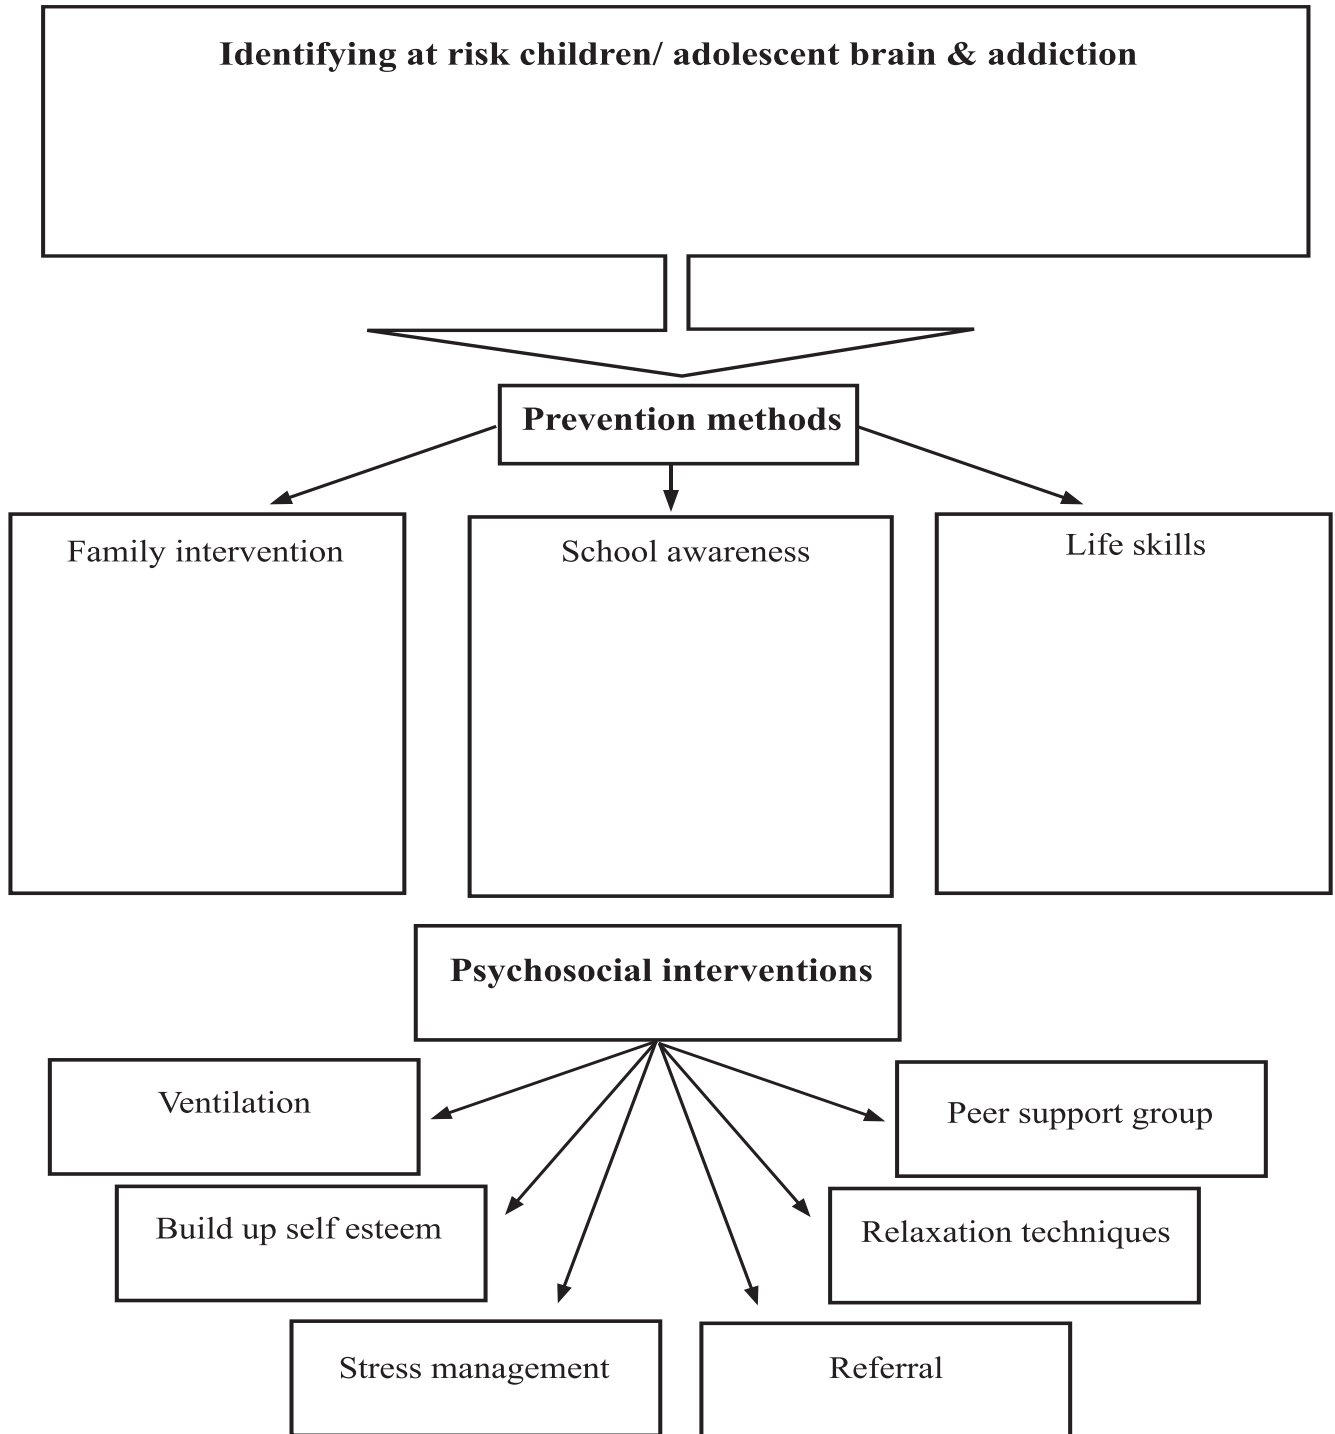 Identifying at risk children/ adolescent brain & addiction
Prevention methods
Family intervention
School awareness
Life skills
Psychosocial interventions
Ventilation
Peer support group
Build up self esteem
Relaxation techniques
Stress management
Referral